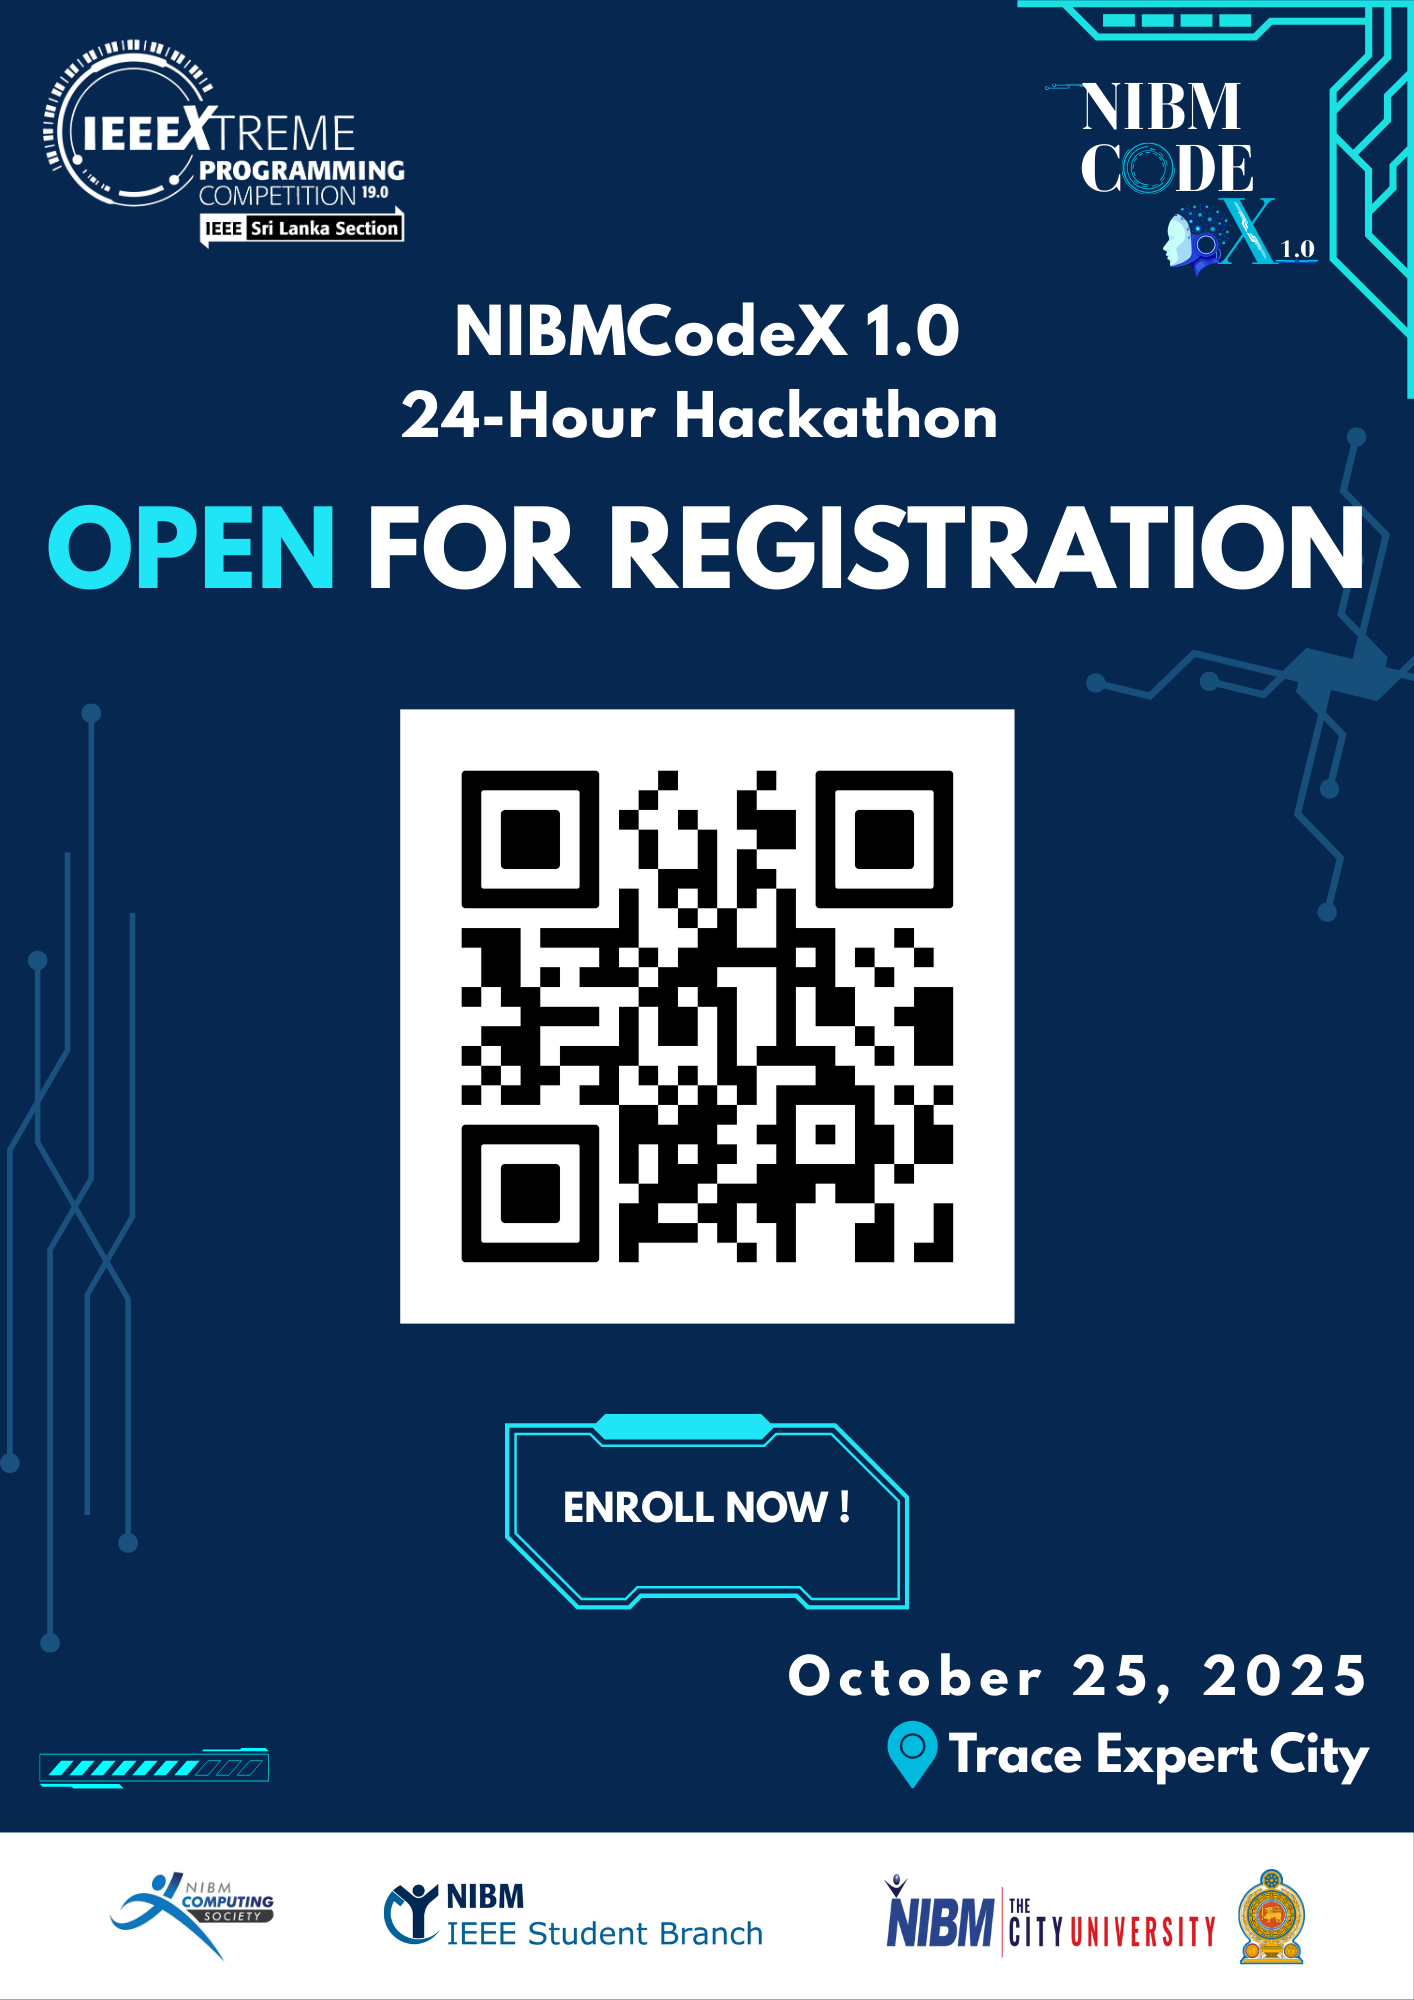 IEEEXTREME
PROGRAMMING
COMPETITION 19.0
IEEE Sri Lanka Section
NIBM
CODE
X 1.0
NIBMCodeX 1.0
24-Hour Hackathon
OPEN FOR REGISTRATION
ENROLL NOW !
October 25, 2025
Trace Expert City
NIBM
COMPUTING
SOCIETY
NIBM
IEEE Student Branch
NIBM THE
CITY UNIVERSITY